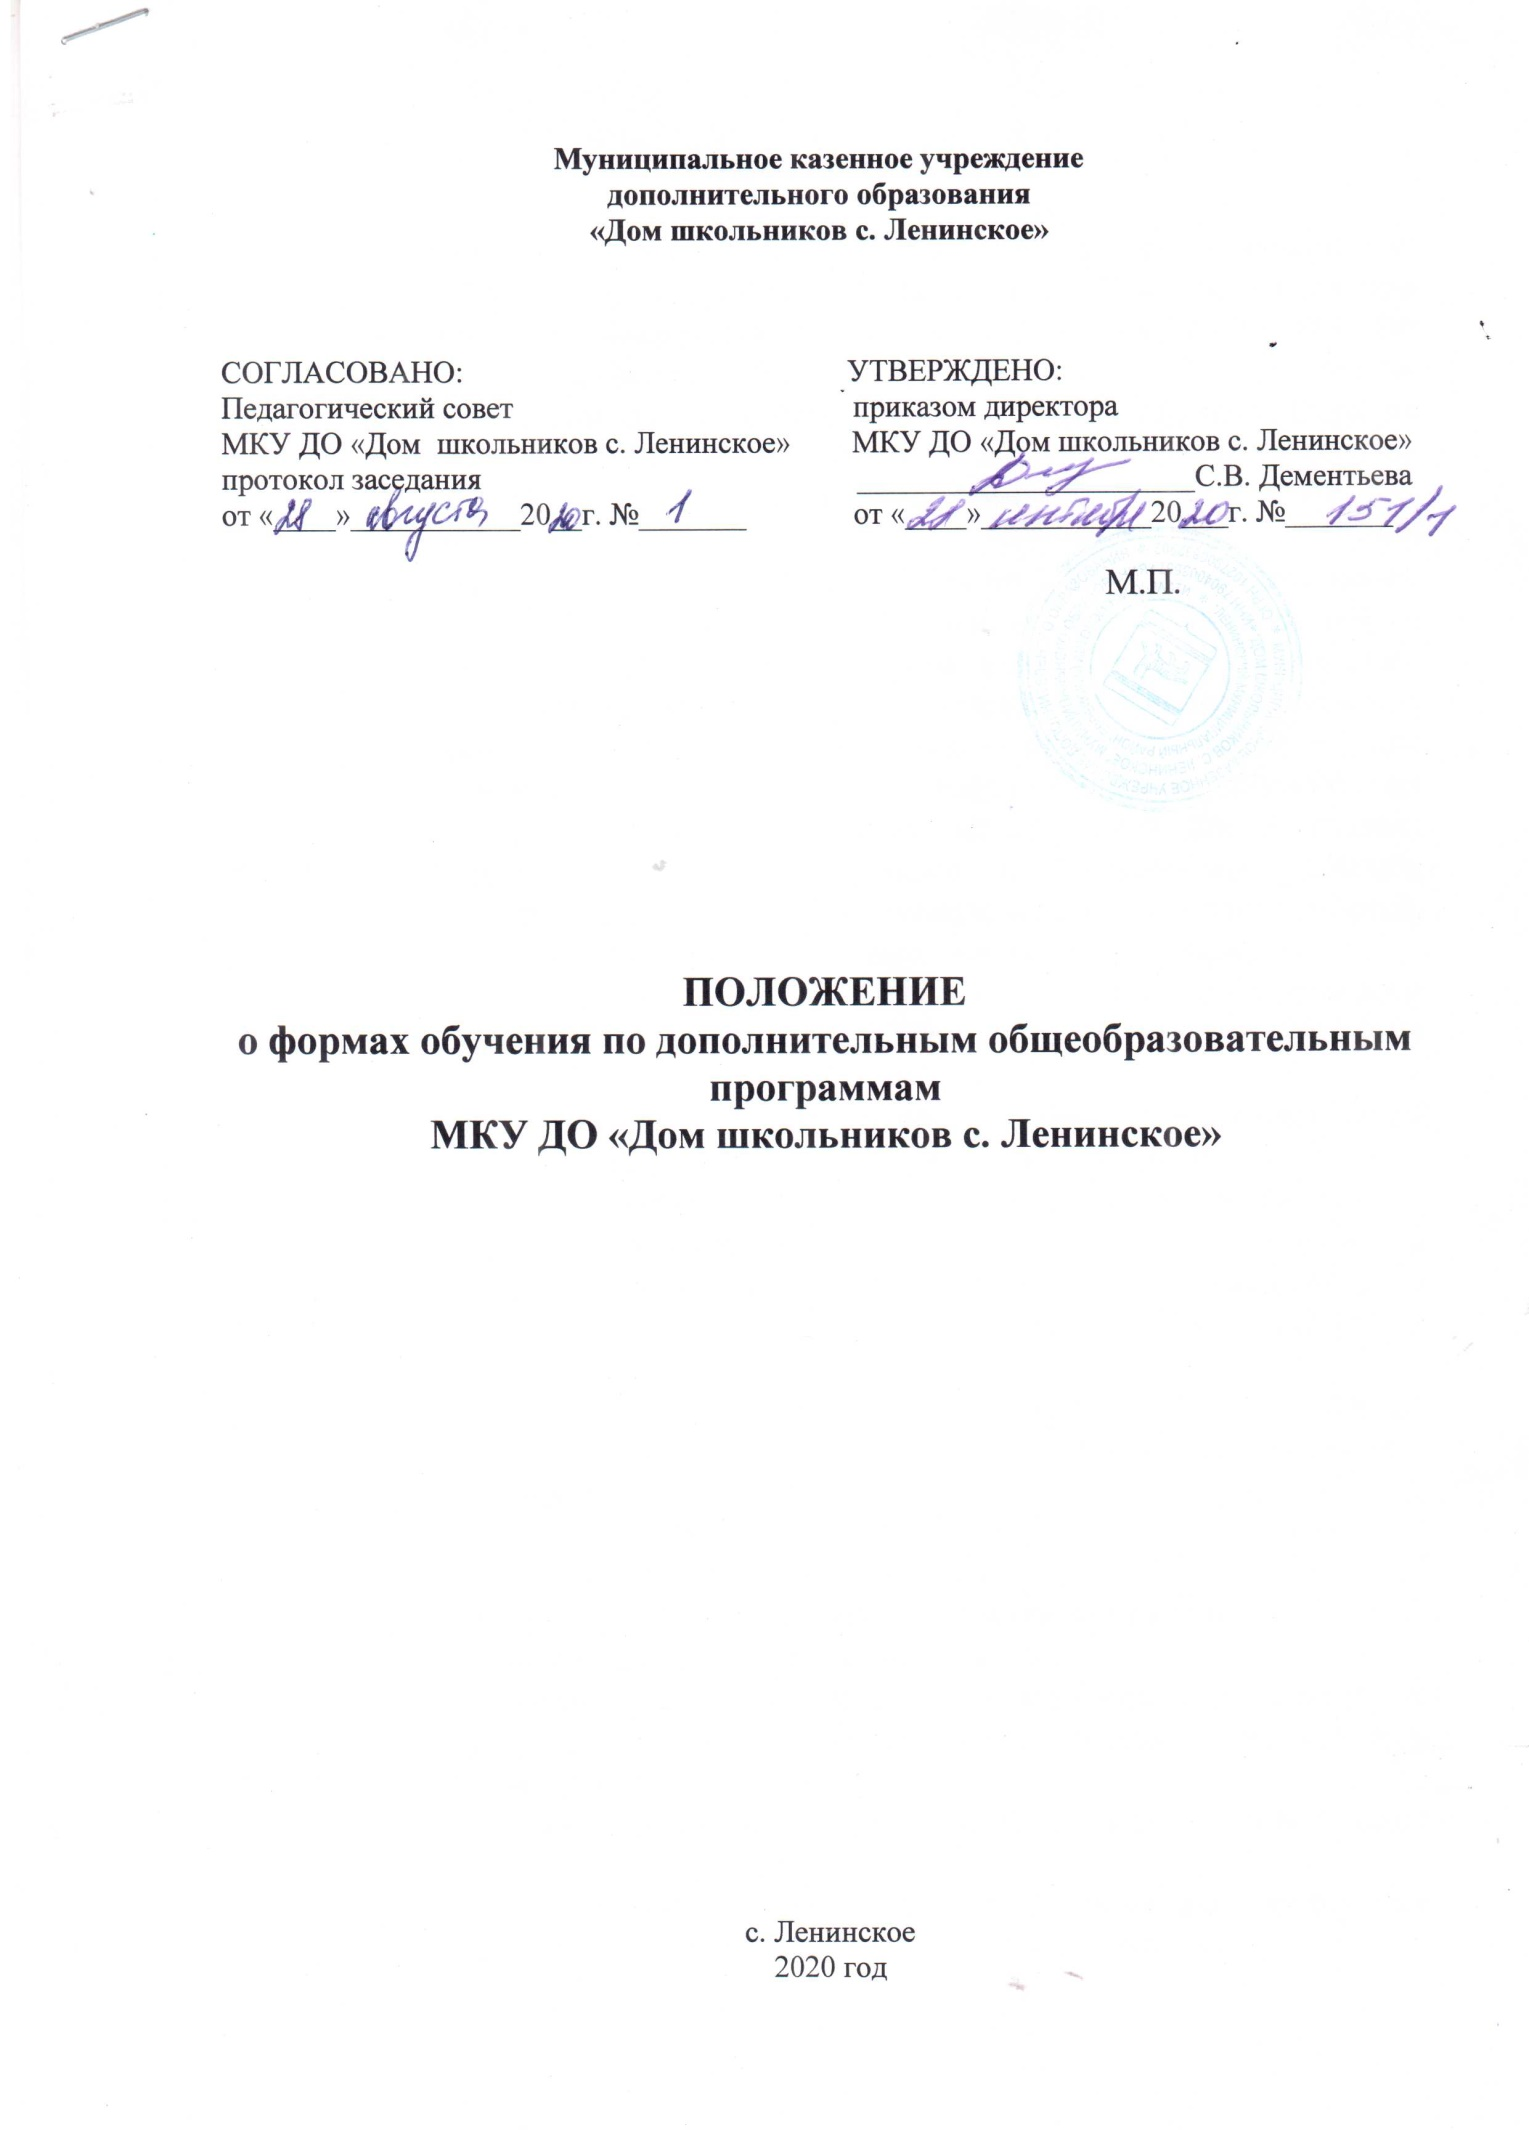 Муниципальное казенное учреждение
дополнительного образования
«Дом школьников с. Ленинское»
СОГЛАСОВАНО:
Педагогический совет
МКУ ДО «Дом школьников с. Ленинское»
протокол заседания
от «28» августа 2020г. № 1
УТВЕРЖДЕНО:
приказом директора
МКУ ДО «Дом школьников с. Ленинское»
С.В. Дементьева
от «21» сентября 2020г. № 151/1
М.П.
ПОЛОЖЕНИЕ
о формах обучения по дополнительным общеобразовательным
программам
МКУ ДО «Дом школьников с. Ленинское»
с. Ленинское
2020 год